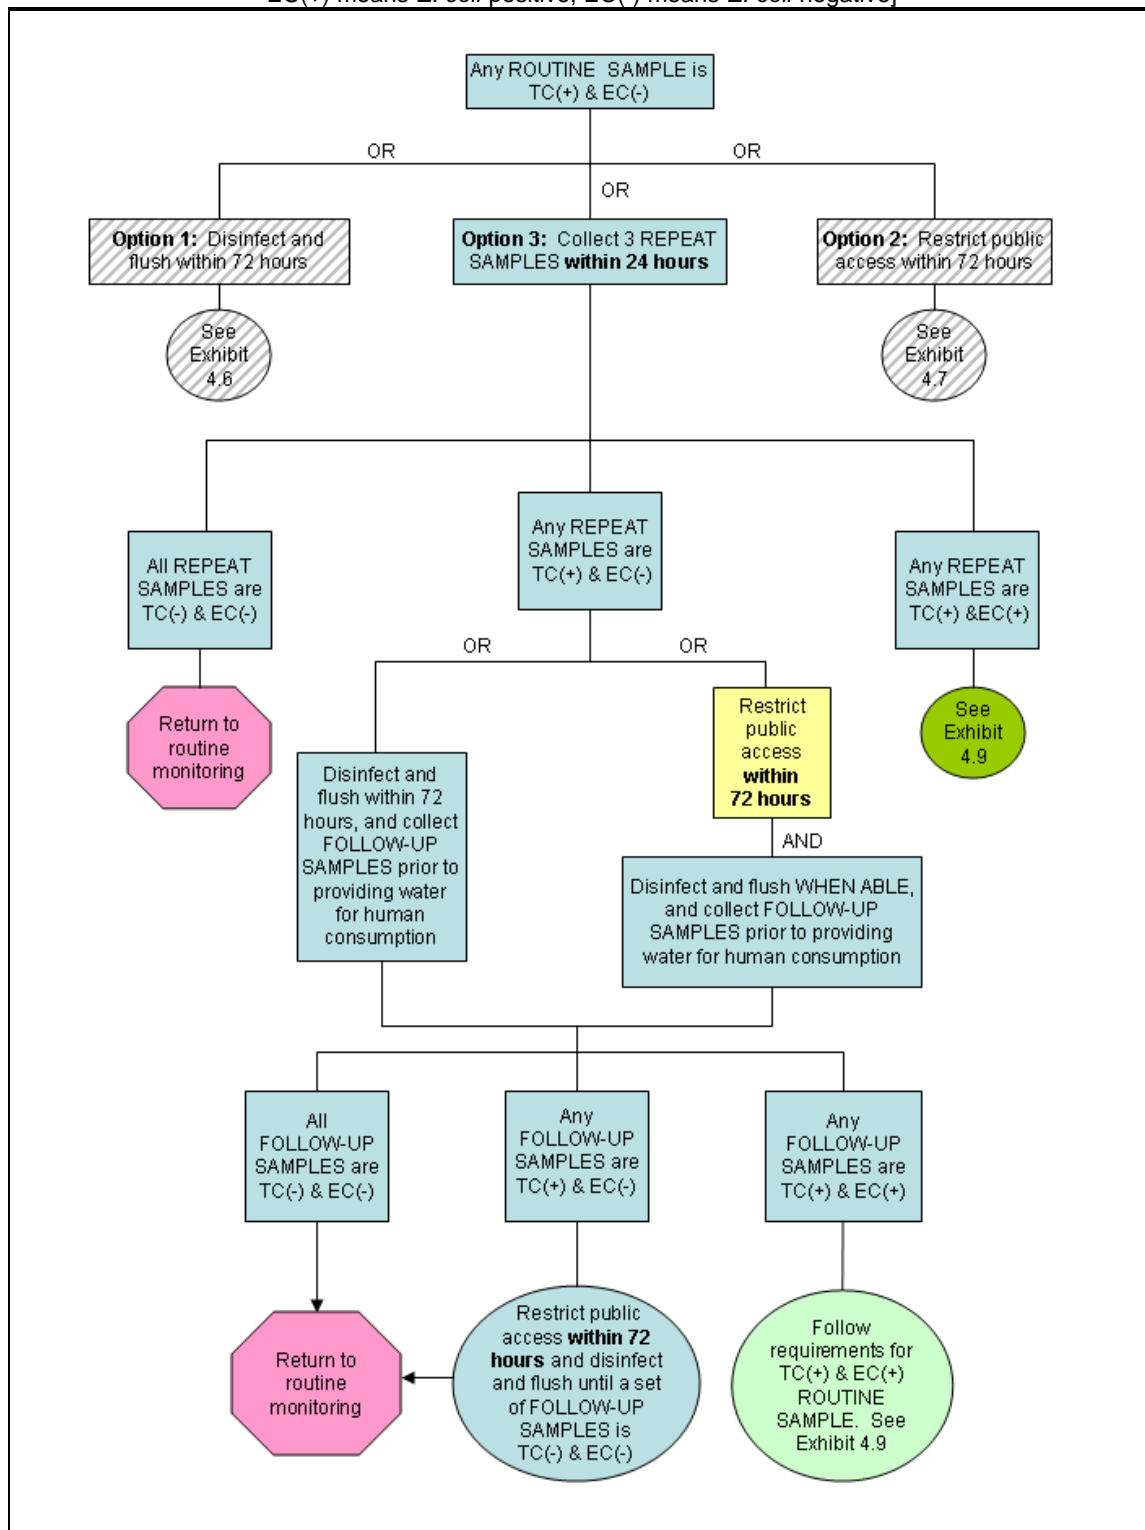 EC(+) means E. coli positive; EC(-) means E. coli negative]
Any ROUTINE SAMPLE is
TC(+) & EC(-)
OR
OR
OR
Option 1: Disinfect and
flush within 72 hours
Option 3: Collect 3 REPEAT
SAMPLES within 24 hours
Option 2: Restrict public
access within 72 hours
See
Exhibit
4.6
See
Exhibit
4.7
All REPEAT
SAMPLES are
TC(-) & EC(-)
Any REPEAT
SAMPLES are
TC(+) & EC(-)
Any REPEAT
SAMPLES are
TC(+) &EC(+)
OR
OR
Return to
routine
monitoring
Restrict
public
access
within
72 hours
See
Exhibit
4.9
Disinfect and
flush within 72
hours, and collect
FOLLOW-UP
SAMPLES prior to
providing water
for human
consumption
AND
Disinfect and flush WHEN ABLE,
and collect FOLLOW-UP
SAMPLES prior to providing
water for human consumption
All
FOLLOW-UP
SAMPLES are
TC(-) & EC(-)
Any
FOLLOW-UP
SAMPLES are
TC(+) & EC(-)
Any
FOLLOW-UP
SAMPLES are
TC(+) & EC(+)
Return to
routine
monitoring
Restrict public
access within 72
hours and disinfect
and flush until a set
of FOLLOW-UP
SAMPLES is
TC(-) & EC(-)
Follow
requirements for
TC(+) & EC(+)
ROUTINE
SAMPLE. See
Exhibit 4.9